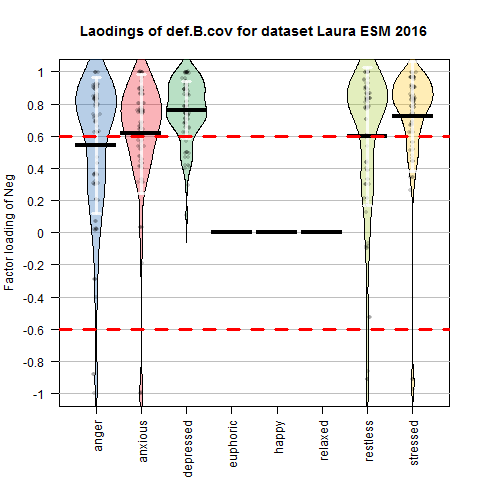 Laodings of def.B.cov for dataset Laura ESM 2016
Factor loading of Neg
1
0.8
0.6
0.4
0.2
0
-0.2
-0.4
-0.6
-0.8
-1
anger
anxious
depressed
euphoric
happy
relaxed
restless
stressed